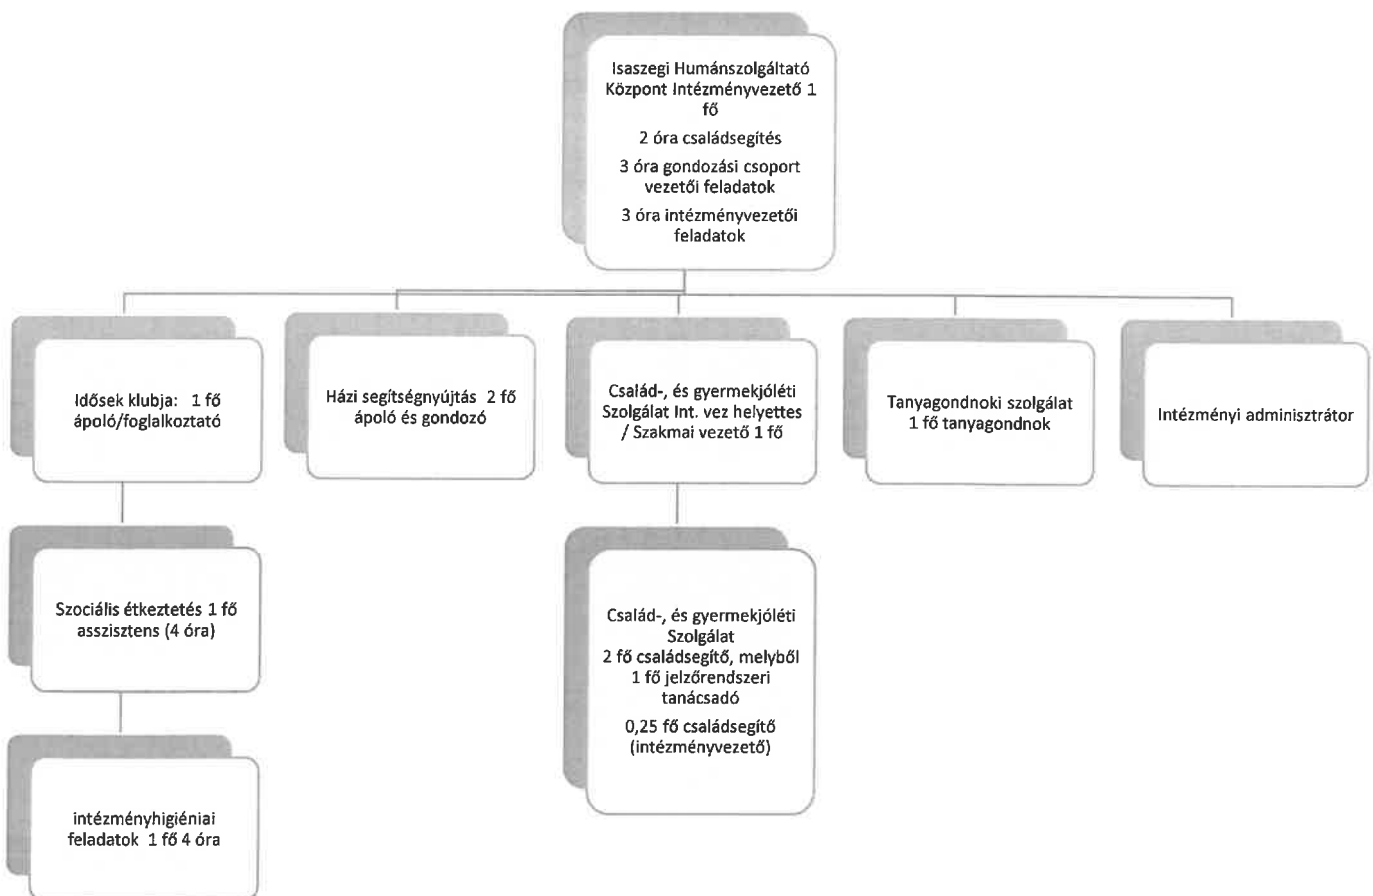 Isaszegi Humánszolgáltató
Központ Intézményvezető 1
fő
2 óra családsegítés
3 óra gondozási csoport
vezetői feladatok
3 óra intézményvezetői
feladatok
Idősek klubja: 1 fő
ápoló/foglalkoztató
Házi segítségnyújtás 2 fő
ápoló és gondozó
Család-, és gyermekjóléti
Szolgálat Int. vez helyettes
/ Szakmai vezető 1 fő
Tanyagondnoki szolgálat
1 fő tanyagondnok
Intézményi adminisztrátor
Szociális étkeztetés 1 fő
asszisztens (4 óra)
Család-, és gyermekjóléti
Szolgálat
2 fő családsegítő, melyből
1 fő jelzőrendszeri
tanácsadó
0,25 fő családsegítő
(intézményvezető)
intézményhigiéniai
feladatok 1 fő 4 óra